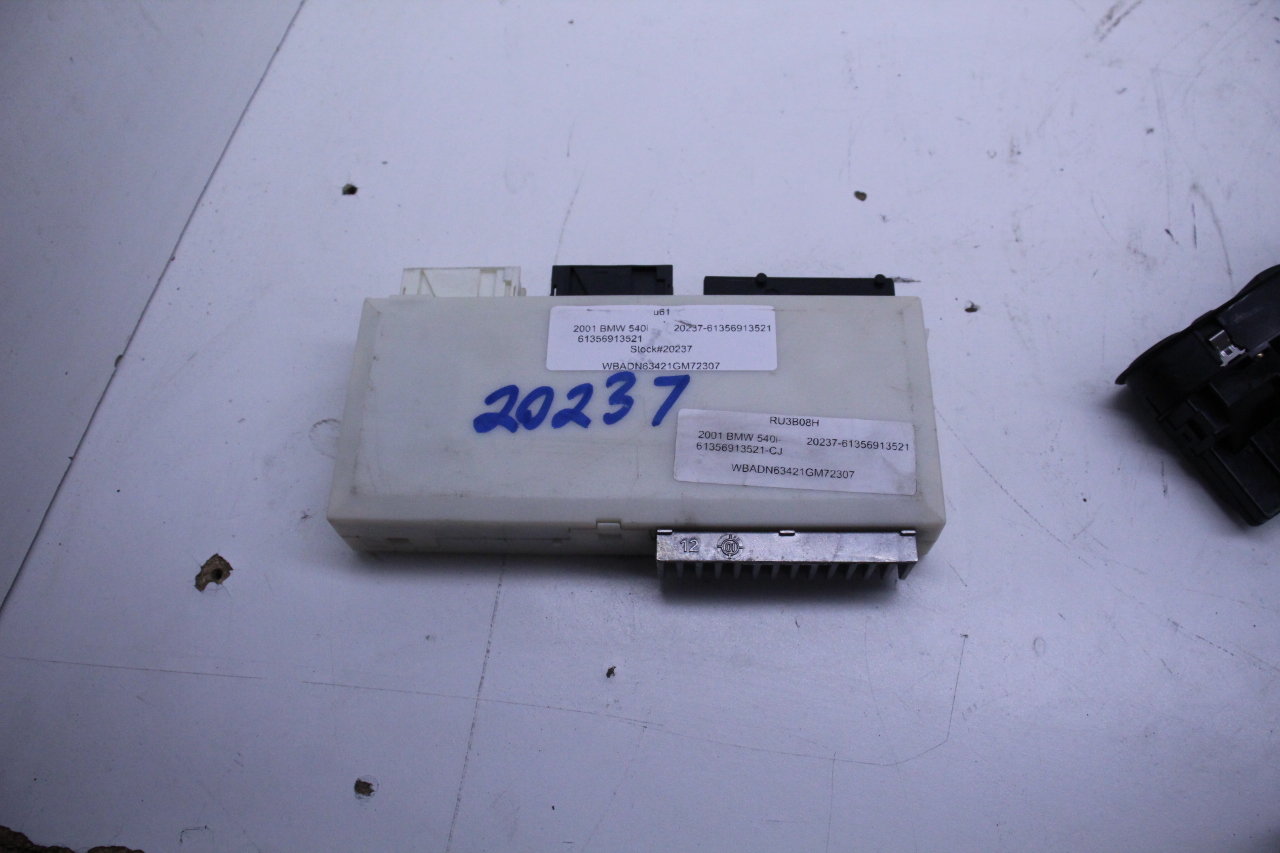 u61
2001 BMW 540i 20237-61356913521
61356913521
Stock#20237
WBADN63421GM72307
20237
RU3B08H
2001 BMW 540i- 20237-61356913521
61356913521-CJ
WBADN63421GM72307
12 00